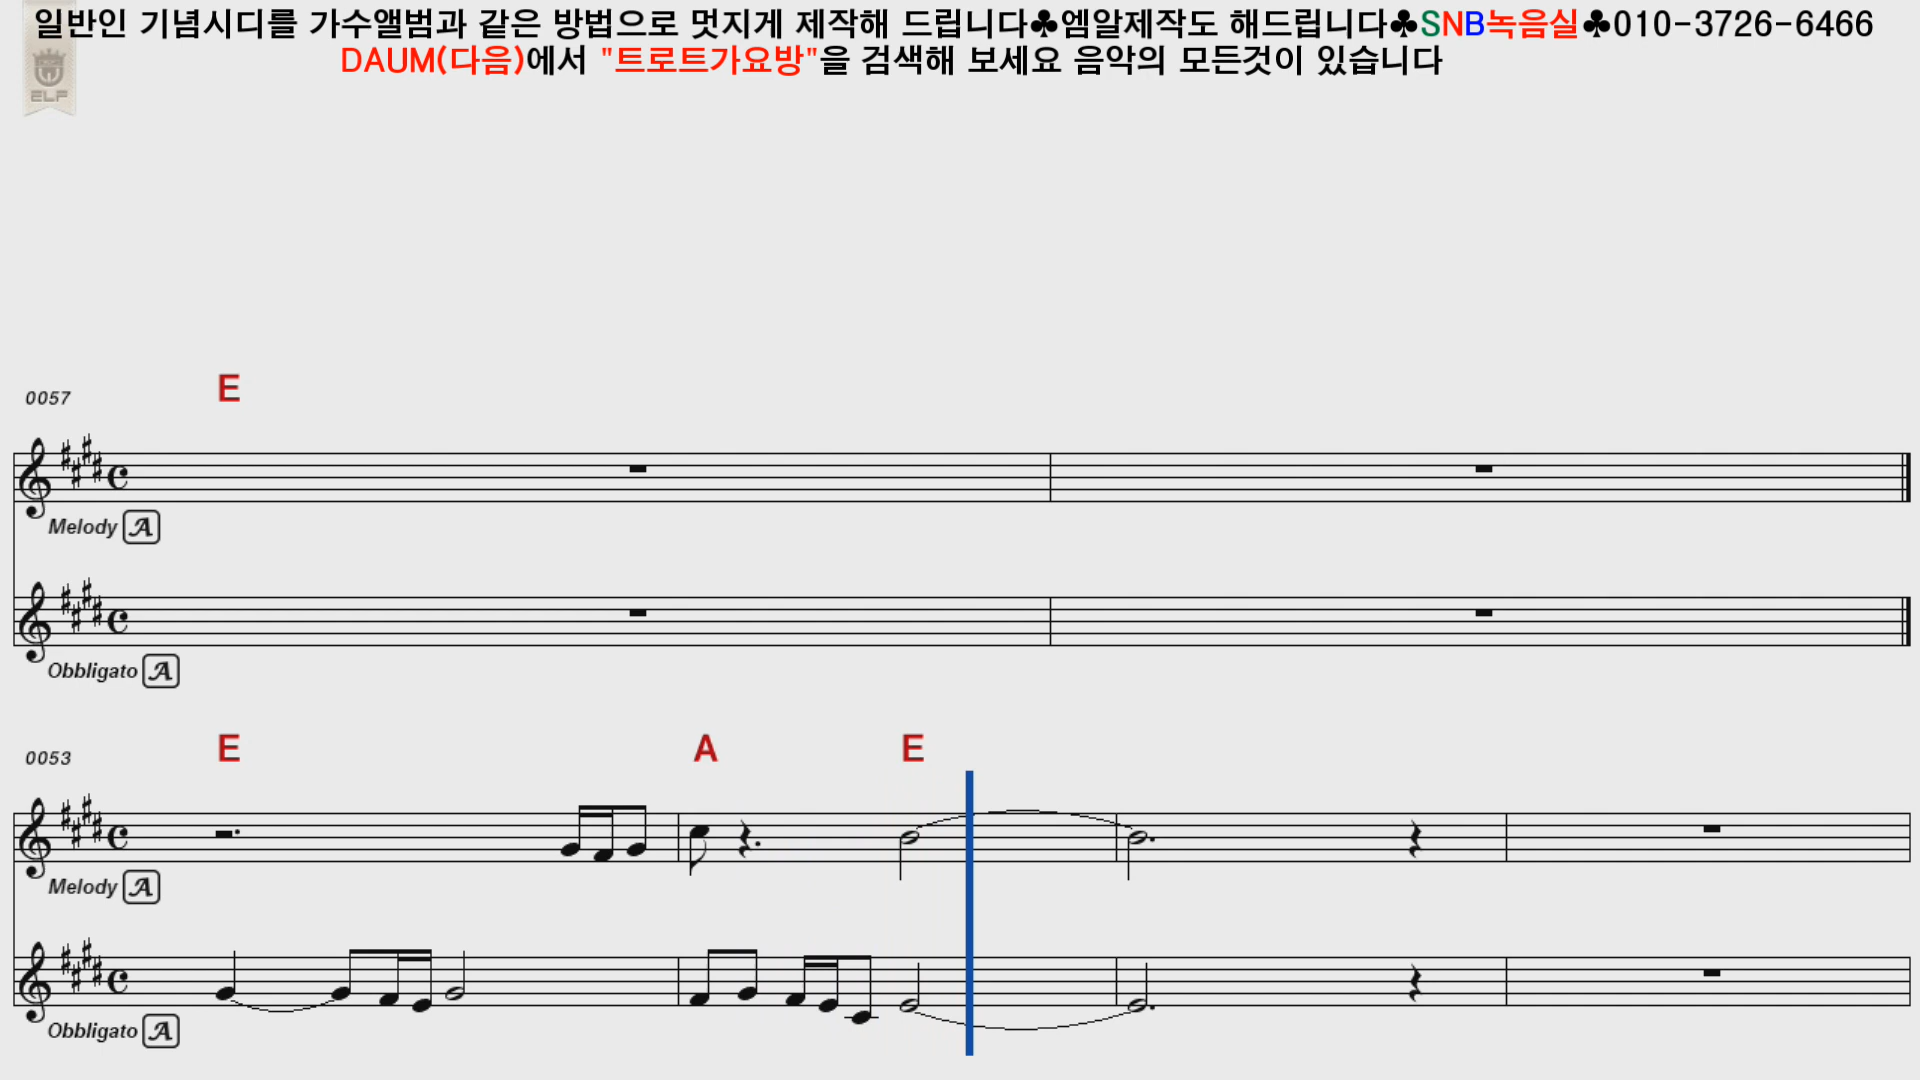 일반인 기념시디를 가수앨범과 같은 방법으로 멋지게 제작해 드립니다♣엠알제작도 해드립니다♣SNB녹음실♣010-3726-6466
DAUM(다음)에서 "트로트가요방"을 검색해 보세요 음악의 모든것이 있습니다
ELF
0057 E
Melody A
Obbligato A
0053 E A E
Melody A
Obbligato A